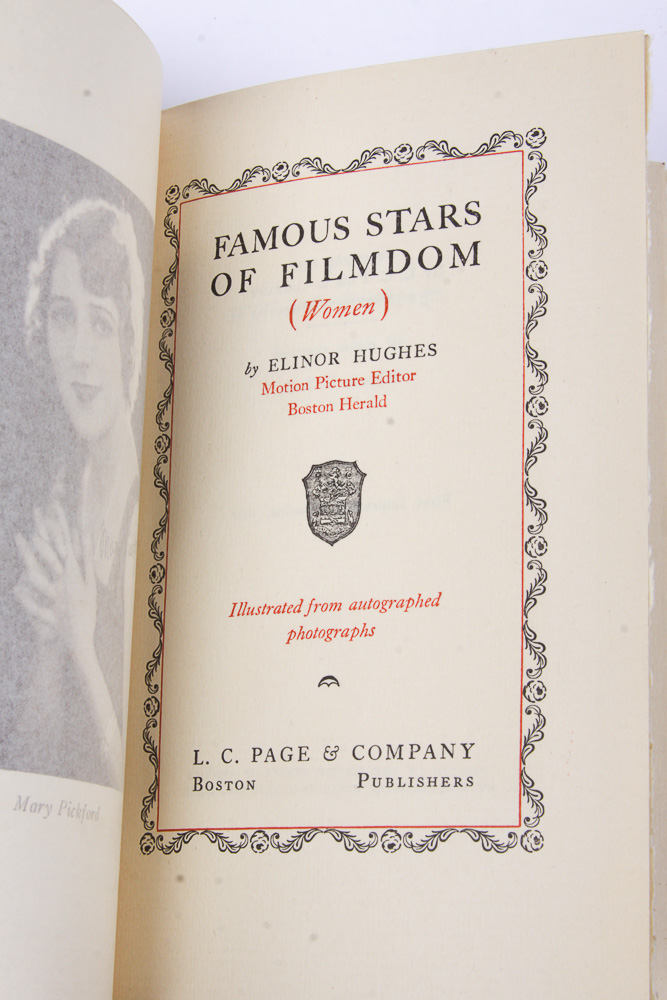 Mary Pickford
FAMOUS STARS
OF FILMDOM
(Women)
by ELINOR HUGHES
Motion Picture Editor
Boston Herald
Illustrated from autographed
photographs
L. C. PAGE & COMPANY
BOSTON PUBLISHERS